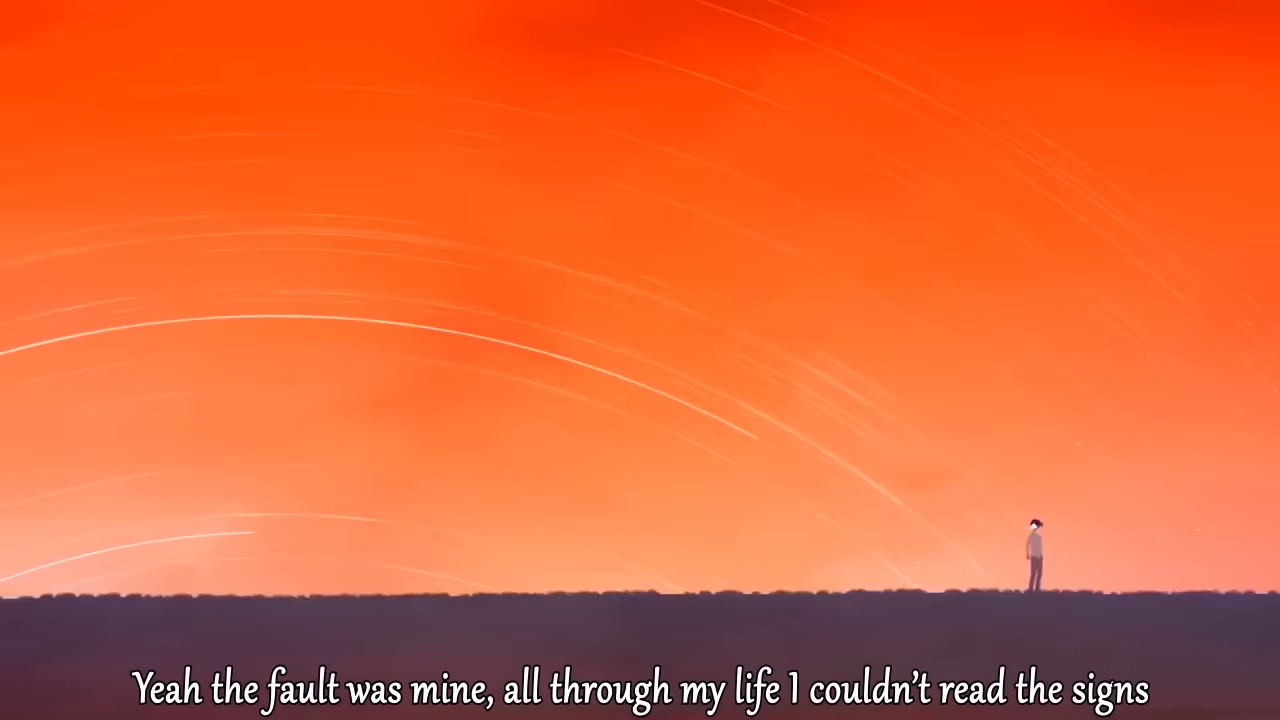 Yeah the fault was mine, all through my life I couldn't read the signs